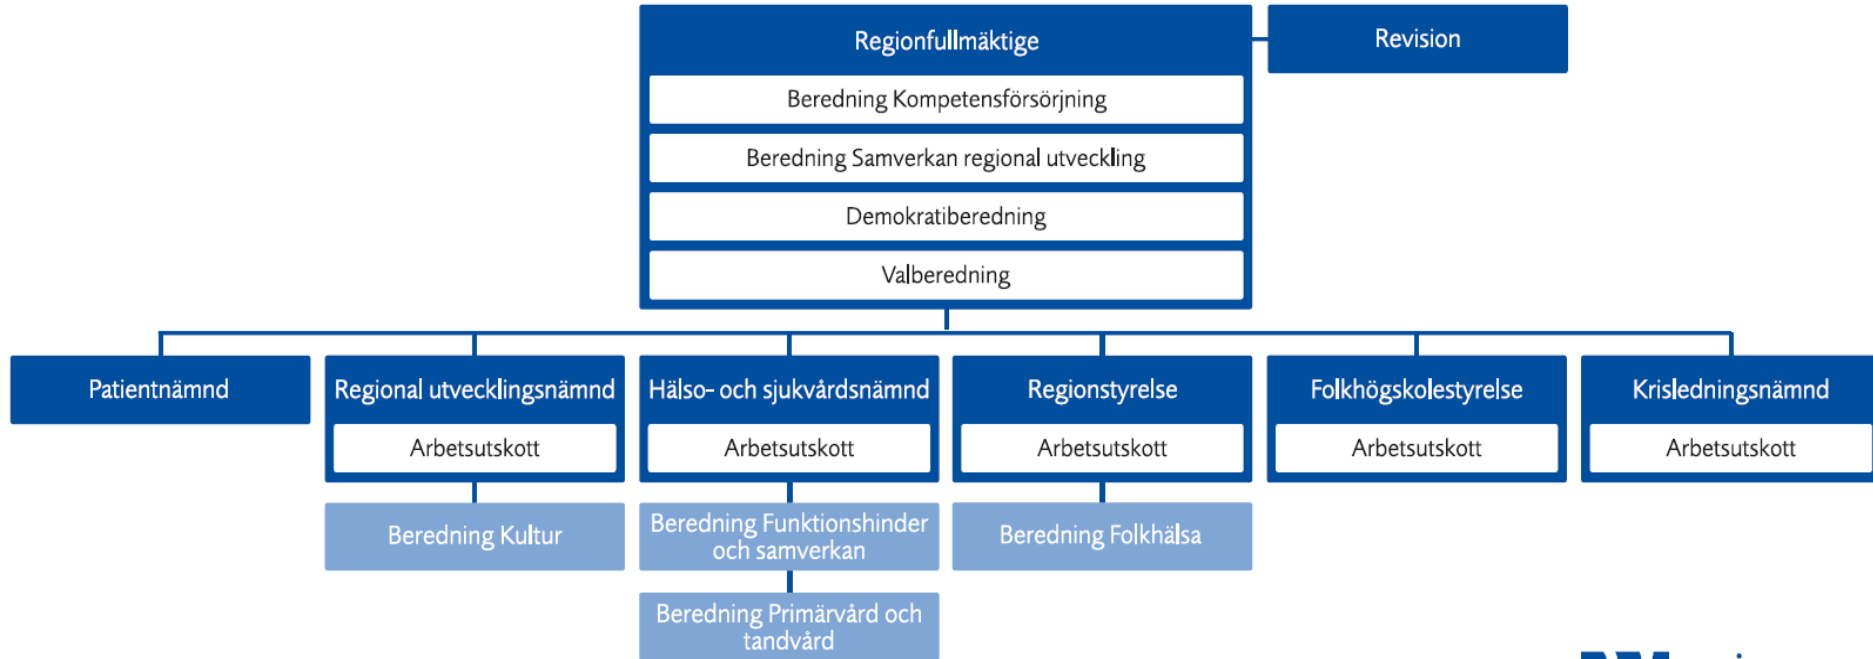 Regionfullmäktige
Revision
Beredning Kompetensförsörjning
Beredning Samverkan regional utveckling
Demokratiberedning
Valberedning
Patientnämnd
Regional utvecklingsnämnd
Hälso- och sjukvårdsnämnd
Regionstyrelse
Folkhögskolestyrelse
Krisledningsnämnd
Arbetsutskott
Arbetsutskott
Arbetsutskott
Arbetsutskott
Arbetsutskott
Beredning Kultur
Beredning Funktionshinder
och samverkan
Beredning Folkhälsa
Beredning Primärvård och
tandvård